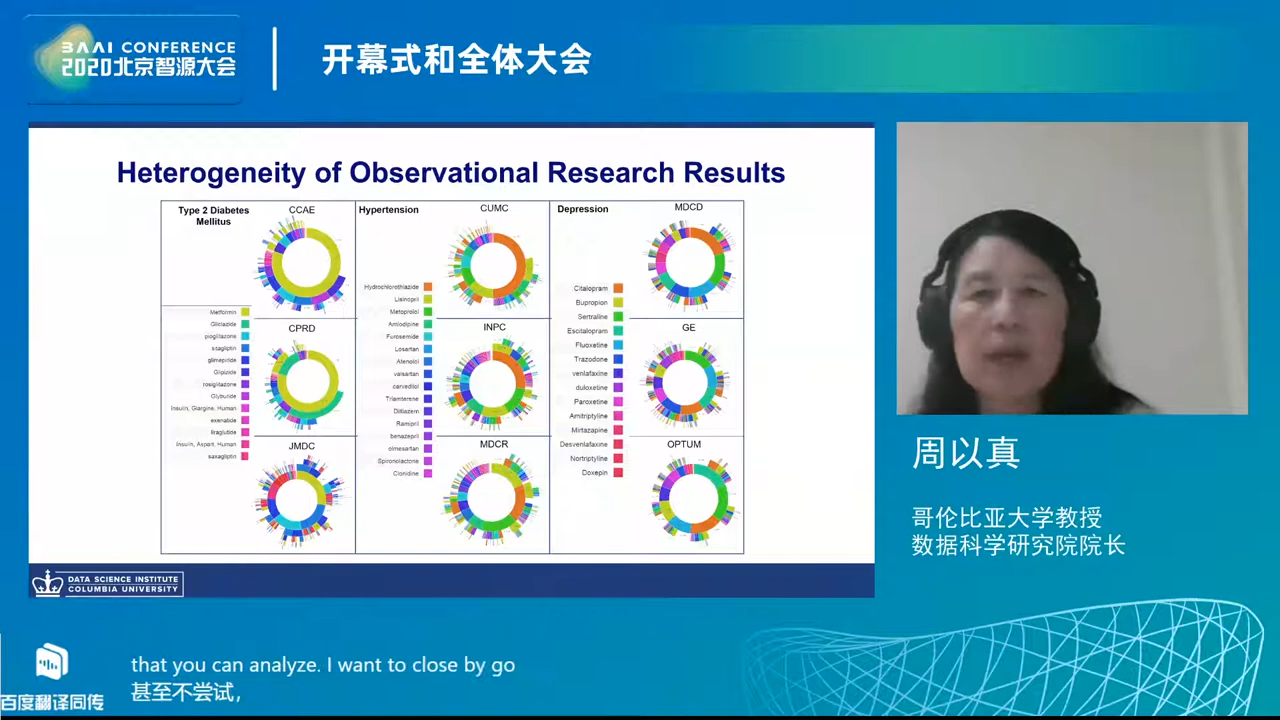 BAAI CONFERENCE
2020北京智源大会
开幕式和全体大会
Heterogeneity of Observational Research Results
Type 2 Diabetes
Mellitus
CCAE
Metformin
Gliclazide
pioglitazone
sitagliptin
glimepiride
Glipizide
rosiglitazone
Glyburide
Insulin, Glargine, Human
exenatide
liraglutide
Insulin, Aspart, Human
saxagliptin
CPRD
JMDC
Hypertension
CUMC
Hydrochlorothiazide
Lisinopril
Metoprolol
Amlodipine
Furosemide
Losartan
Atenolol
valsartan
carvedilol
Triamterene
Diltiazem
Ramipril
benazepril
olmesartan
Spironolactone
Clonidine
INPC
MDCR
Depression
MDCD
Citalopram
Bupropion
Sertraline
Escitalopram
Fluoxetine
Trazodone
venlafaxine
duloxetine
Paroxetine
Amitriptyline
Mirtazapine
Desvenlafaxine
Nortriptyline
Doxepin
GE
OPTUM
DATA SCIENCE INSTITUTE
COLUMBIA UNIVERSITY
周以真
哥伦比亚大学教授
数据科学研究院院长
that you can analyze. I want to close by go
甚至不尝试，
百度翻译同传